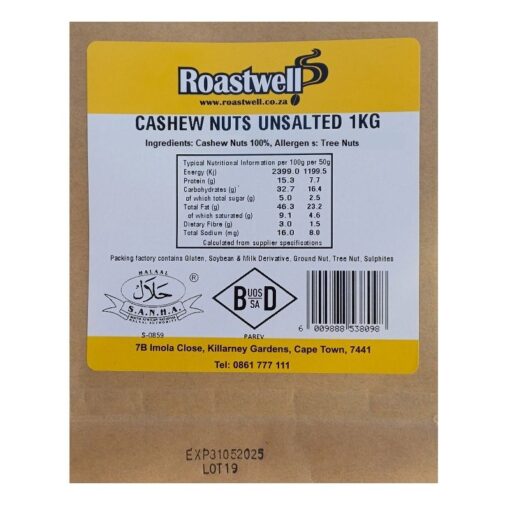 Roastwell
www.roastwell.co.za
CASHEW NUTS UNSALTED 1KG
Ingredients: Cashew Nuts 100%, Allergen s: Tree Nuts
Typical Nutritional Information per 100g per 50g
Energy (Kj) 2399.0 1199.5
Protein (g) 15.3 7.7
Carbohydrates (g) 32.7 16.4
of which total sugar (g) 5.0 2.5
Total Fat (g) 46.3 23.2
of which saturated (g) 9.1 4.6
Dietary Fibre (g) 3.0 1.5
Total Sodium (mg) 16.0 8.0
Calculated from supplier specifications
Packing factory contains Gluten, Soybean & Milk Derivative, Ground Nut, Tree Nut, Sulphites
HALAAL ®
حلال
S.A.N.H.A.
S-0859
B UOS SA D
PAREV
6 009888 538098
7B Imola Close, Killarney Gardens, Cape Town, 7441
Tel: 0861 777 111
EXP31052025
LOT19